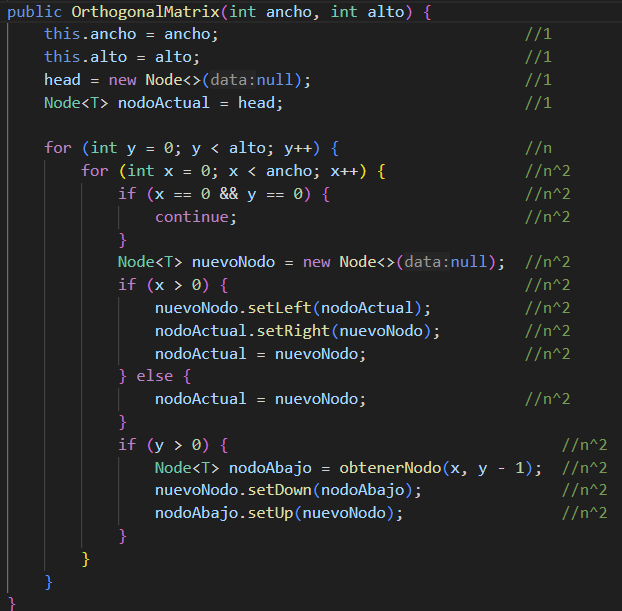 public OrthogonalMatrix(int ancho, int alto) {
    this.ancho = ancho;                                 //1
    this.alto = alto;                                   //1
    head = new Node<>(data:null);                       //1
    Node<T> nodoActual = head;                          //1

    for (int y = 0; y < alto; y++) {                    //n
        for (int x = 0; x < ancho; x++) {               //n^2
            if (x == 0 && y == 0) {                     //n^2
                continue;                               //n^2
            }
            Node<T> nuevoNodo = new Node<>(data:null);  //n^2
            if (x > 0) {                                //n^2
                nuevoNodo.setLeft(nodoActual);          //n^2
                nodoActual.setRight(nuevoNodo);         //n^2
                nodoActual = nuevoNodo;                 //n^2
            } else {
                nodoActual = nuevoNodo;                 //n^2
            }
            if (y > 0) {                                    //n^2
                Node<T> nodoAbajo = obtenerNodo(x, y - 1);  //n^2
                nuevoNodo.setDown(nodoAbajo);               //n^2
                nodoAbajo.setUp(nuevoNodo);                 //n^2
            }
        }
    }
}